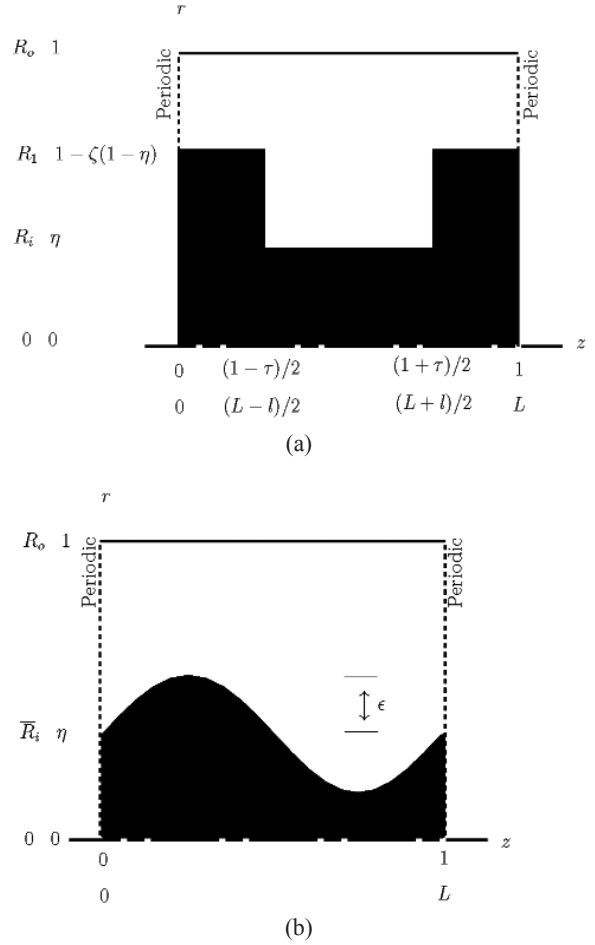 r
R_o 1
Periodic
Periodic
R_1 1 − ζ(1 − η)
R_i η
0 0
z
0 (1 − τ)/2 (1 + τ)/2 1
0 (L − l)/2 (L + l)/2 L
(a)
r
R_o 1
Periodic
Periodic
ϵ
R̅_i η
0 0
z
0 1
0 L
(b)